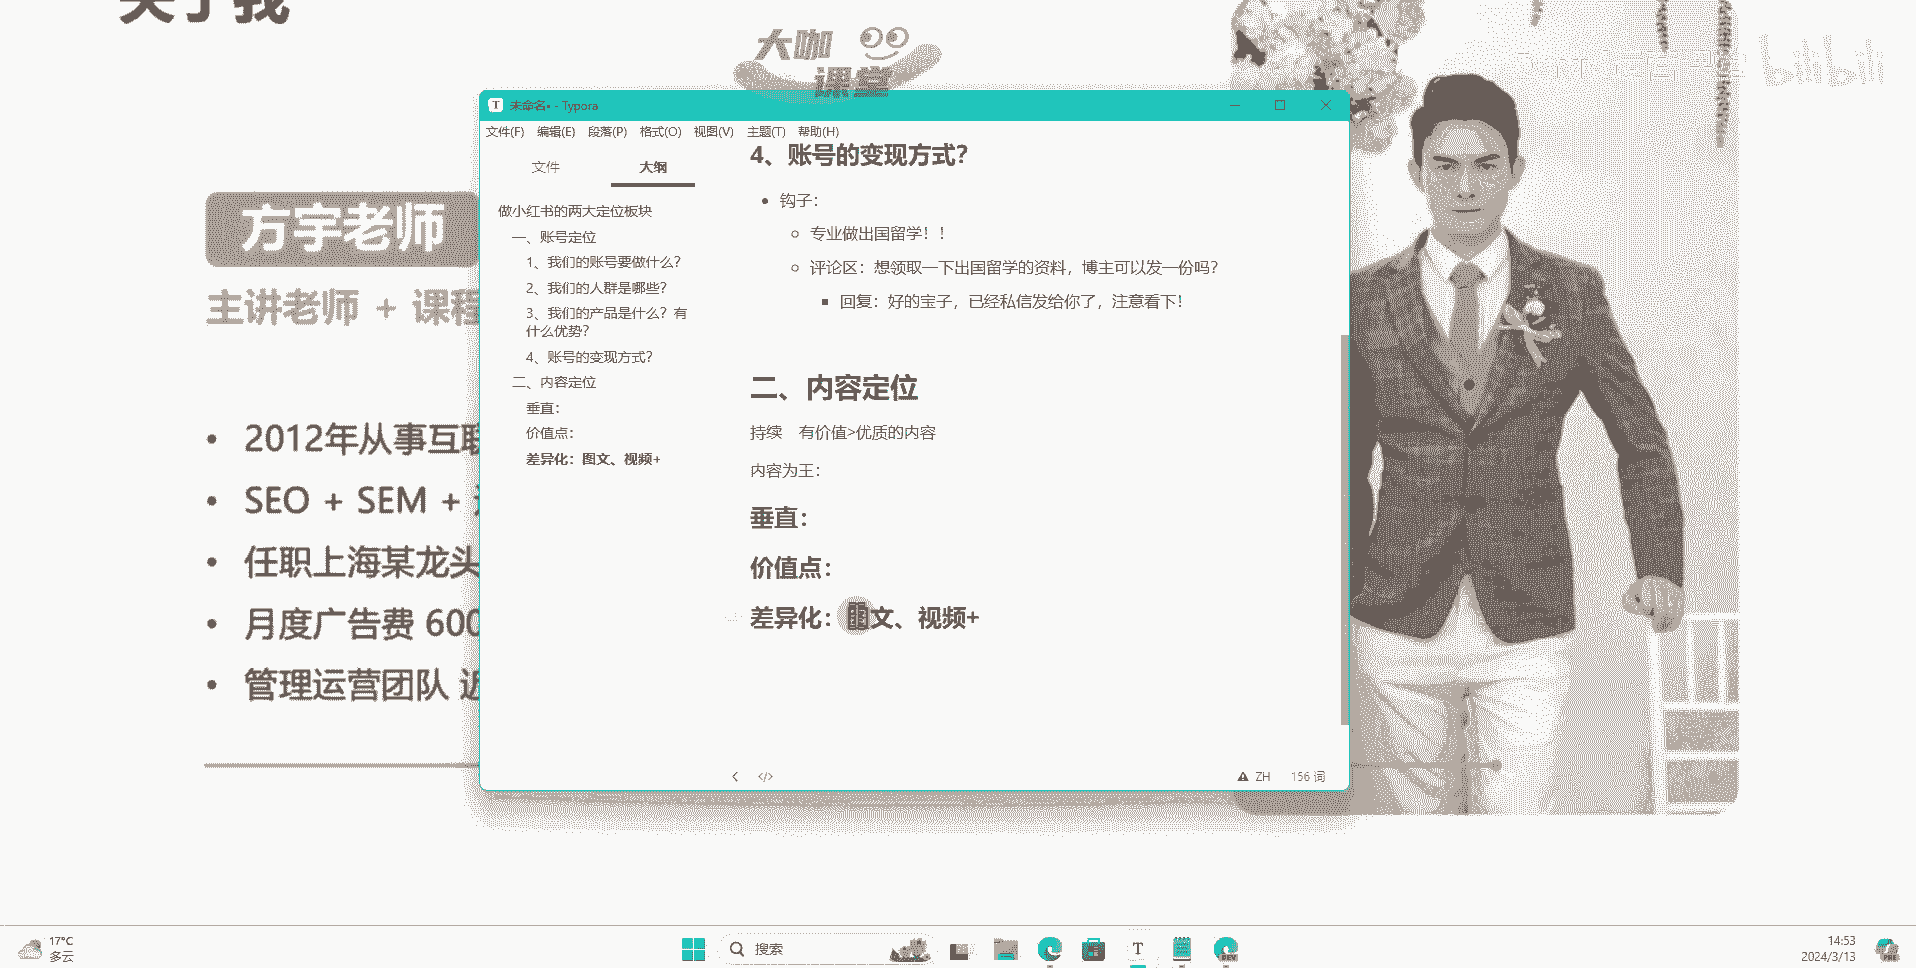 关于我
大咖
课堂
bilibili
方宇老师
主讲老师 + 课程
2012年从事互联
SEO + SEM +
任职上海某龙头
月度广告费 600
管理运营团队 近
未命名• - Typora
文件(F) 编辑(E) 段落(P) 格式(O) 视图(V) 主题(T) 帮助(H)
文件 大纲
做小红书的两大定位板块
一、账号定位
1、我们的账号要做什么？
2、我们的人群是哪些？
3、我们的产品是什么？有
什么优势？
4、账号的变现方式？
二、内容定位
垂直：
价值点：
差异化：图文、视频+
4、账号的变现方式？
钩子：
专业做出国留学！！
评论区：想领取一下出国留学的资料，博主可以发一份吗？
回复：好的宝子，已经私信发给你了，注意看下！
二、内容定位
持续 有价值>优质的内容
内容为王：
垂直：
价值点：
差异化：图文、视频+
ZH 156 词
17°C
多云
搜索
T
DEV
14:53
2024/3/13
PRE